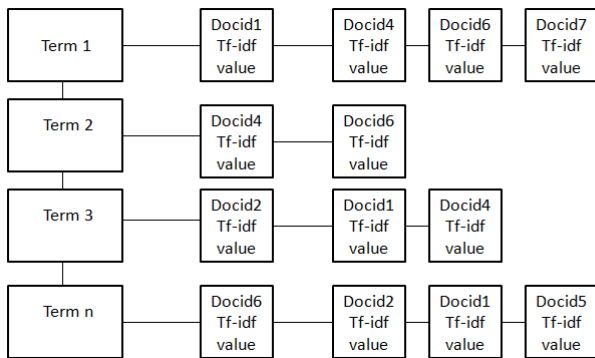 Term 1
Docid1
Tf-idf
value
Docid4
Tf-idf
value
Docid6
Tf-idf
value
Docid7
Tf-idf
value
Term 2
Docid4
Tf-idf
value
Docid6
Tf-idf
value
Term 3
Docid2
Tf-idf
value
Docid1
Tf-idf
value
Docid4
Tf-idf
value
Term n
Docid6
Tf-idf
value
Docid2
Tf-idf
value
Docid1
Tf-idf
value
Docid5
Tf-idf
value